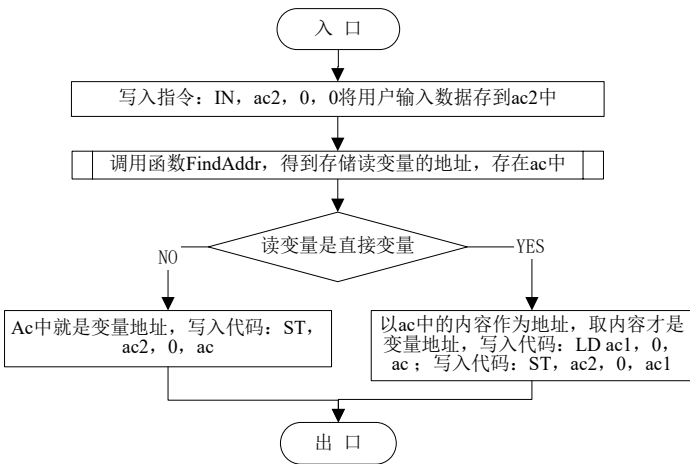 入 口
写入指令：IN，ac2，0，0将用户输入数据存到ac2中
调用函数FindAddr，得到存储读变量的地址，存在ac中
读变量是直接变量
NO
YES
Ac中就是变量地址，写入代码：ST，
ac2，0，ac
以ac中的内容作为地址，取内容才是
变量地址，写入代码：LD ac1，0，
ac ；写入代码：ST，ac2，0，ac1
出 口